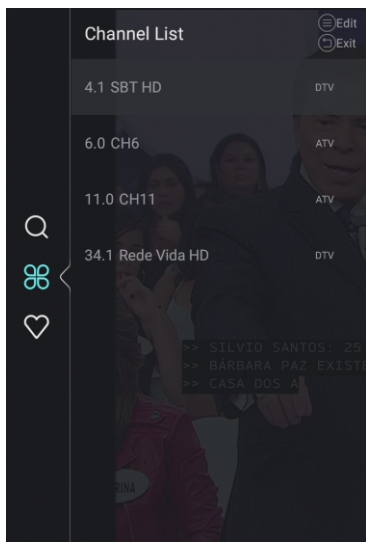 Channel List
Edit
Exit
4.1 SBT HD DTV
6.0 CH6 ATV
11.0 CH11 ATV
34.1 Rede Vida HD DTV
>> SILVIO SANTOS: 25
>> BÁRBARA PAZ EXISTE
>> CASA DOS A
RINA